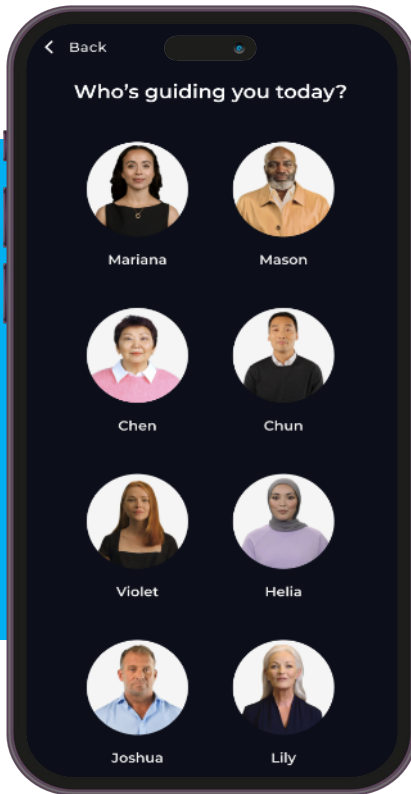 Back
Who’s guiding you today?
Mariana
Mason
Chen
Chun
Violet
Helia
Joshua
Lily